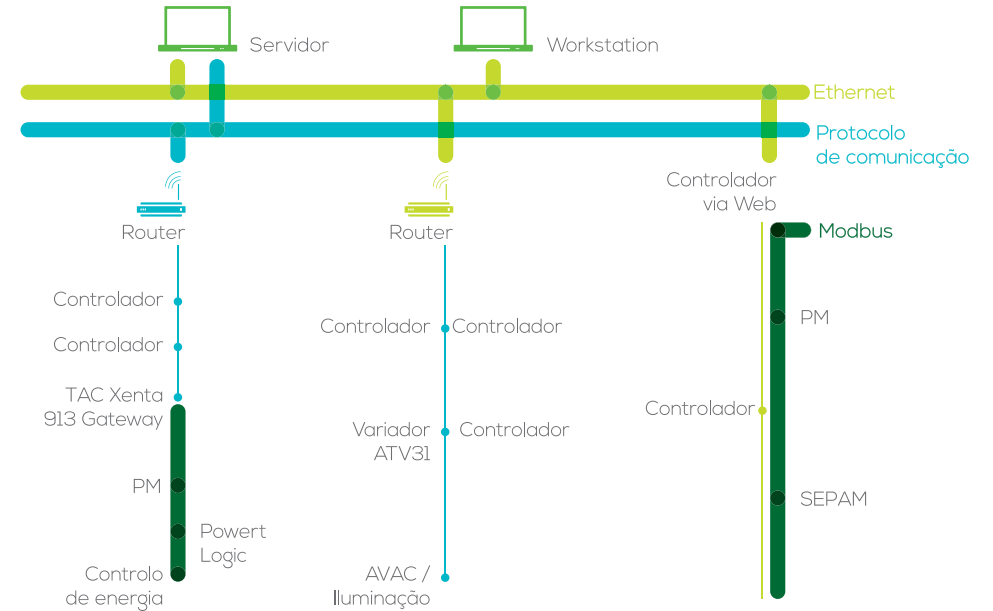 Servidor
Workstation
Ethernet
Protocolo
de comunicação
Controlador
via Web
Router
Router
Modbus
Controlador
PM
Controlador
Controlador
Controlador
TAC Xenta
913 Gateway
Controlador
Variador
ATV31
Controlador
PM
SEPAM
Powert
Logic
Controlo
de energia
AVAC /
Iluminação